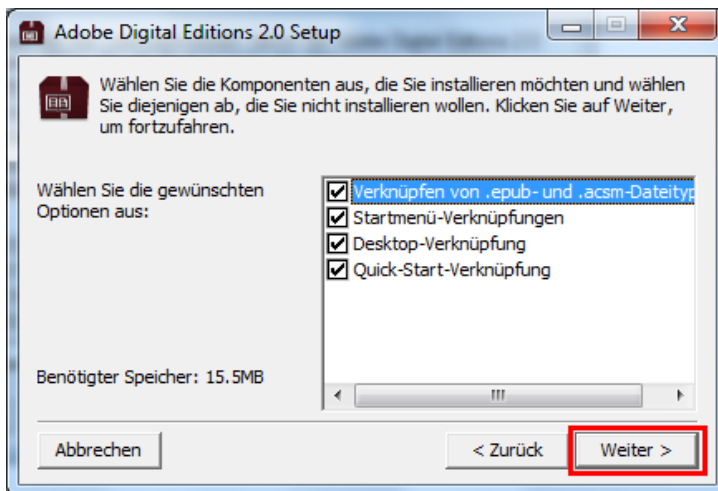 Adobe Digital Editions 2.0 Setup
Wählen Sie die Komponenten aus, die Sie installieren möchten und wählen
Sie diejenigen ab, die Sie nicht installieren wollen. Klicken Sie auf Weiter,
um fortzufahren.
Wählen Sie die gewünschten
Optionen aus:
Verknüpfen von .epub- und .acsm-Dateityp
Startmenü-Verknüpfungen
Desktop-Verknüpfung
Quick-Start-Verknüpfung
Benötigter Speicher: 15.5MB
Abbrechen
< Zurück
Weiter >